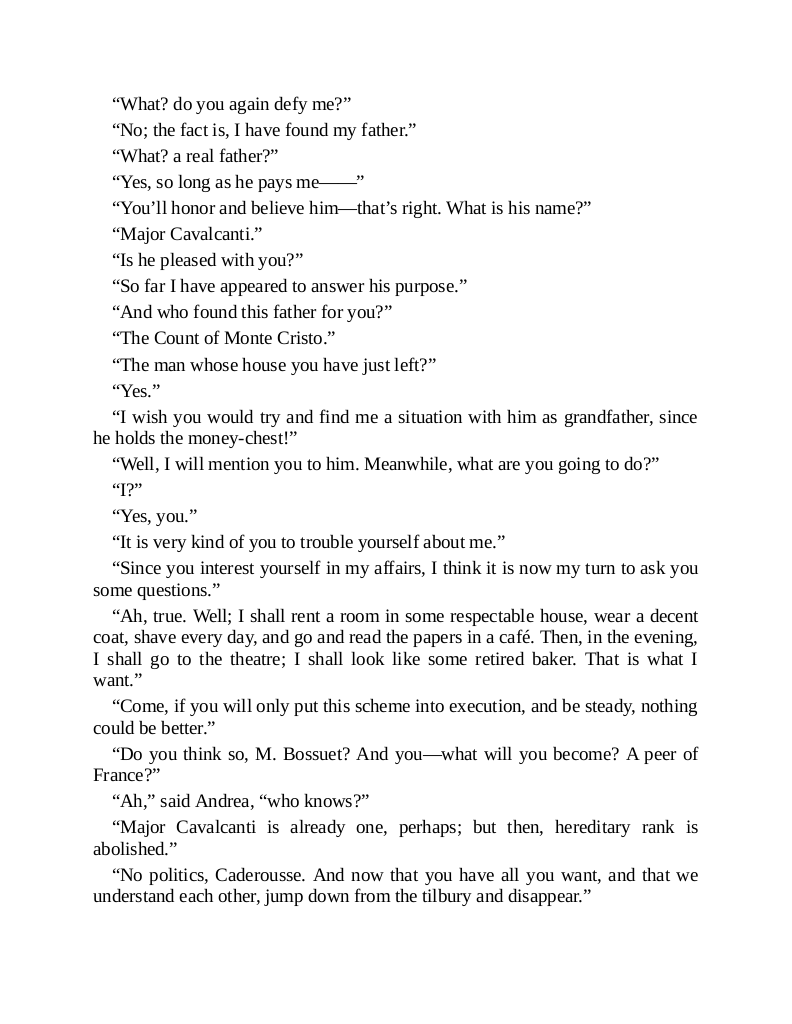 “What? do you again defy me?”
“No; the fact is, I have found my father.”
“What? a real father?”
“Yes, so long as he pays me——”
“You’ll honor and believe him—that’s right. What is his name?”
“Major Cavalcanti.”
“Is he pleased with you?”
“So far I have appeared to answer his purpose.”
“And who found this father for you?”
“The Count of Monte Cristo.”
“The man whose house you have just left?”
“Yes.”
“I wish you would try and find me a situation with him as grandfather, since
he holds the money-chest!”
“Well, I will mention you to him. Meanwhile, what are you going to do?”
“I?”
“Yes, you.”
“It is very kind of you to trouble yourself about me.”
“Since you interest yourself in my affairs, I think it is now my turn to ask you
some questions.”
“Ah, true. Well; I shall rent a room in some respectable house, wear a decent
coat, shave every day, and go and read the papers in a café. Then, in the evening,
I shall go to the theatre; I shall look like some retired baker. That is what I
want.”
“Come, if you will only put this scheme into execution, and be steady, nothing
could be better.”
“Do you think so, M. Bossuet? And you—what will you become? A peer of
France?”
“Ah,” said Andrea, “who knows?”
“Major Cavalcanti is already one, perhaps; but then, hereditary rank is
abolished.”
“No politics, Caderousse. And now that you have all you want, and that we
understand each other, jump down from the tilbury and disappear.”